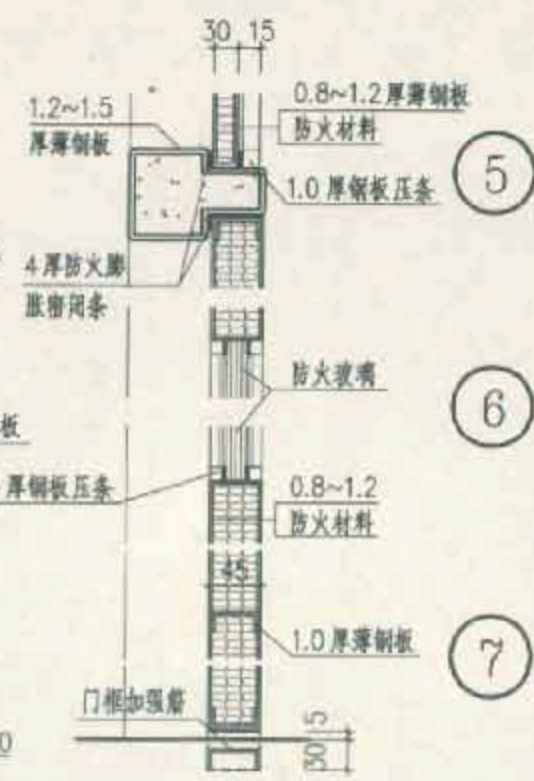 30 15
0.8~1.2厚薄钢板
防火材料
1.2~1.5
厚薄钢板
5
1.0厚钢板压条
4厚防火膨
胀密闭条
防火玻璃
6
板
厚钢板压条
0.8~1.2
防火材料
45
1.0厚薄钢板
7
门框加强筋
5
30
0